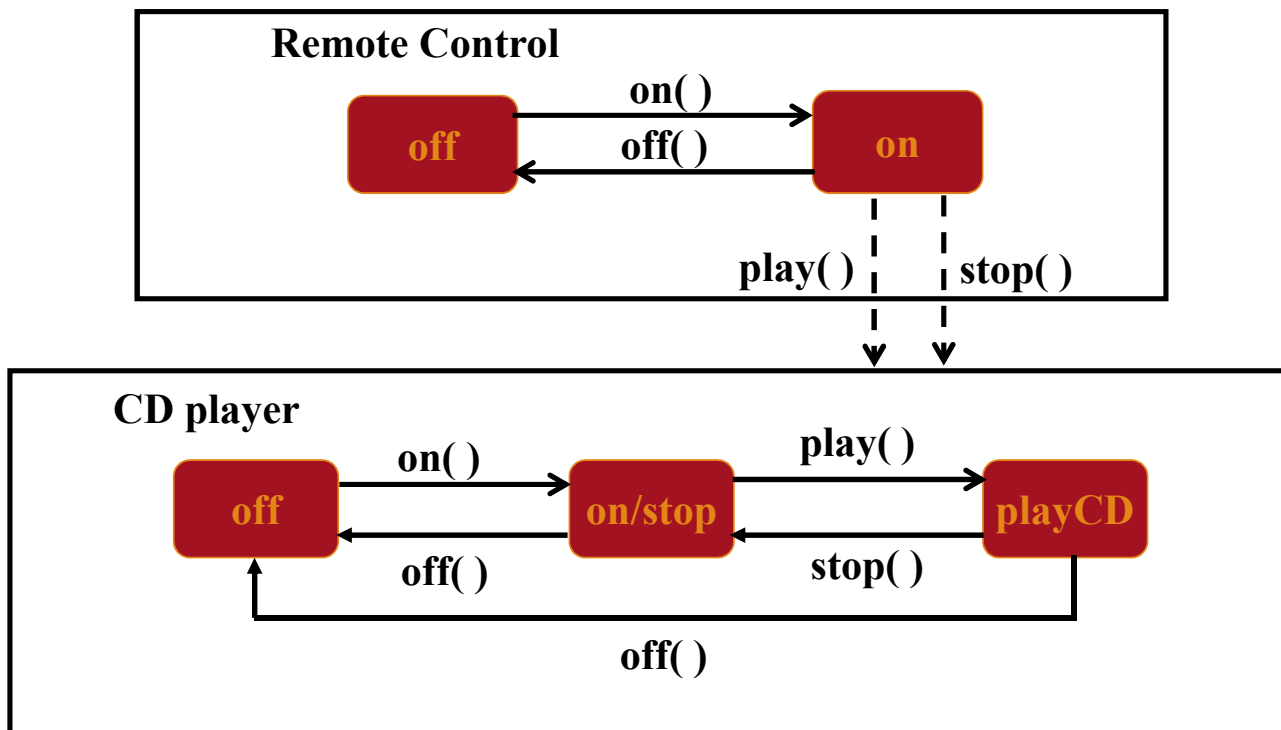 Remote Control
on( )
off
off( )
on
play( )
stop( )
CD player
on( )
play( )
off
on/stop
playCD
off( )
stop( )
off( )